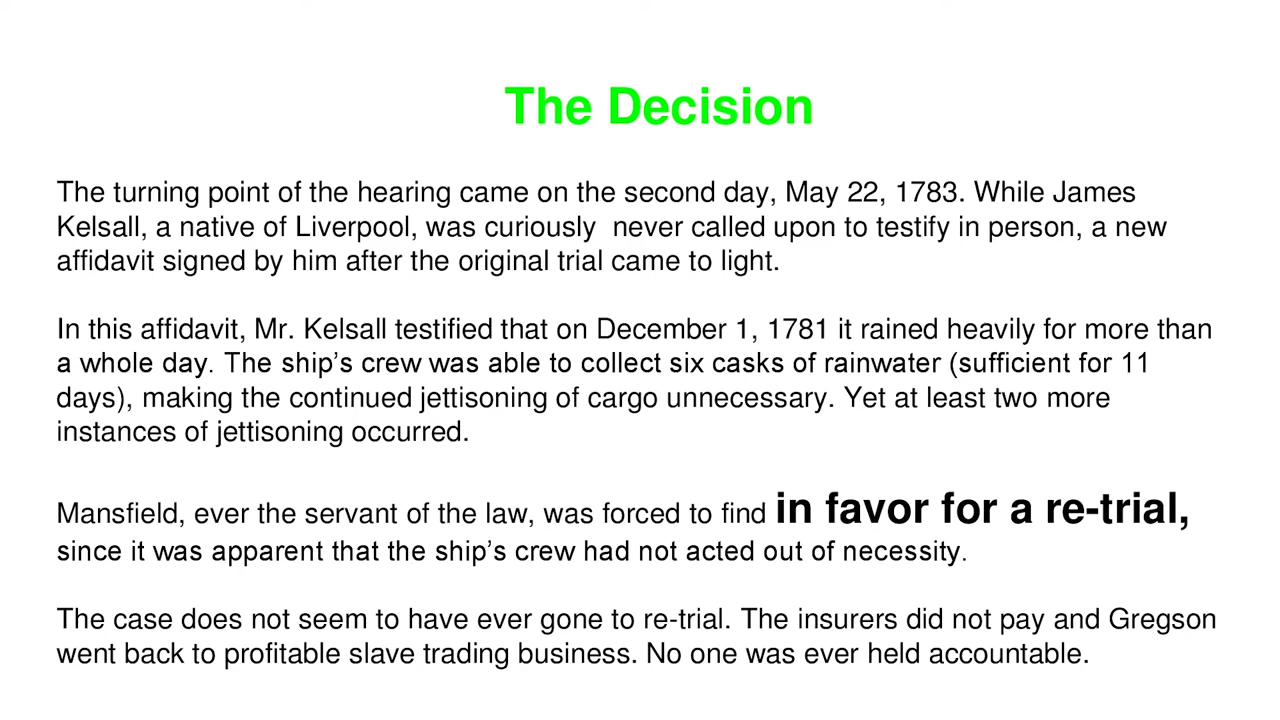 The Decision
The turning point of the hearing came on the second day, May 22, 1783. While James
Kelsall, a native of Liverpool, was curiously  never called upon to testify in person, a new
affidavit signed by him after the original trial came to light.
In this affidavit, Mr. Kelsall testified that on December 1, 1781 it rained heavily for more than
a whole day. The ship’s crew was able to collect six casks of rainwater (sufficient for 11
days), making the continued jettisoning of cargo unnecessary. Yet at least two more
instances of jettisoning occurred.
Mansfield, ever the servant of the law, was forced to find in favor for a re-trial,
since it was apparent that the ship’s crew had not acted out of necessity.
The case does not seem to have ever gone to re-trial. The insurers did not pay and Gregson
went back to profitable slave trading business. No one was ever held accountable.